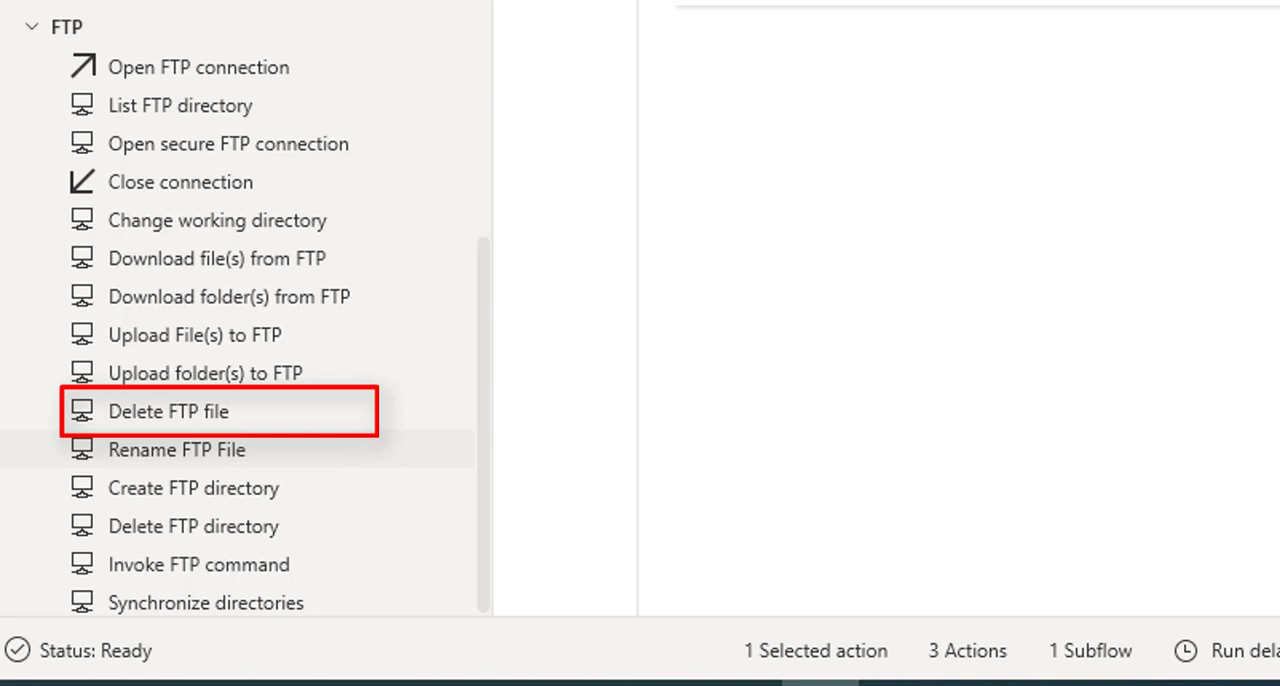 FTP
Open FTP connection
List FTP directory
Open secure FTP connection
Close connection
Change working directory
Download file(s) from FTP
Download folder(s) from FTP
Upload File(s) to FTP
Upload folder(s) to FTP
Delete FTP file
Rename FTP File
Create FTP directory
Delete FTP directory
Invoke FTP command
Synchronize directories
Status: Ready 1 Selected action 3 Actions 1 Subflow Run